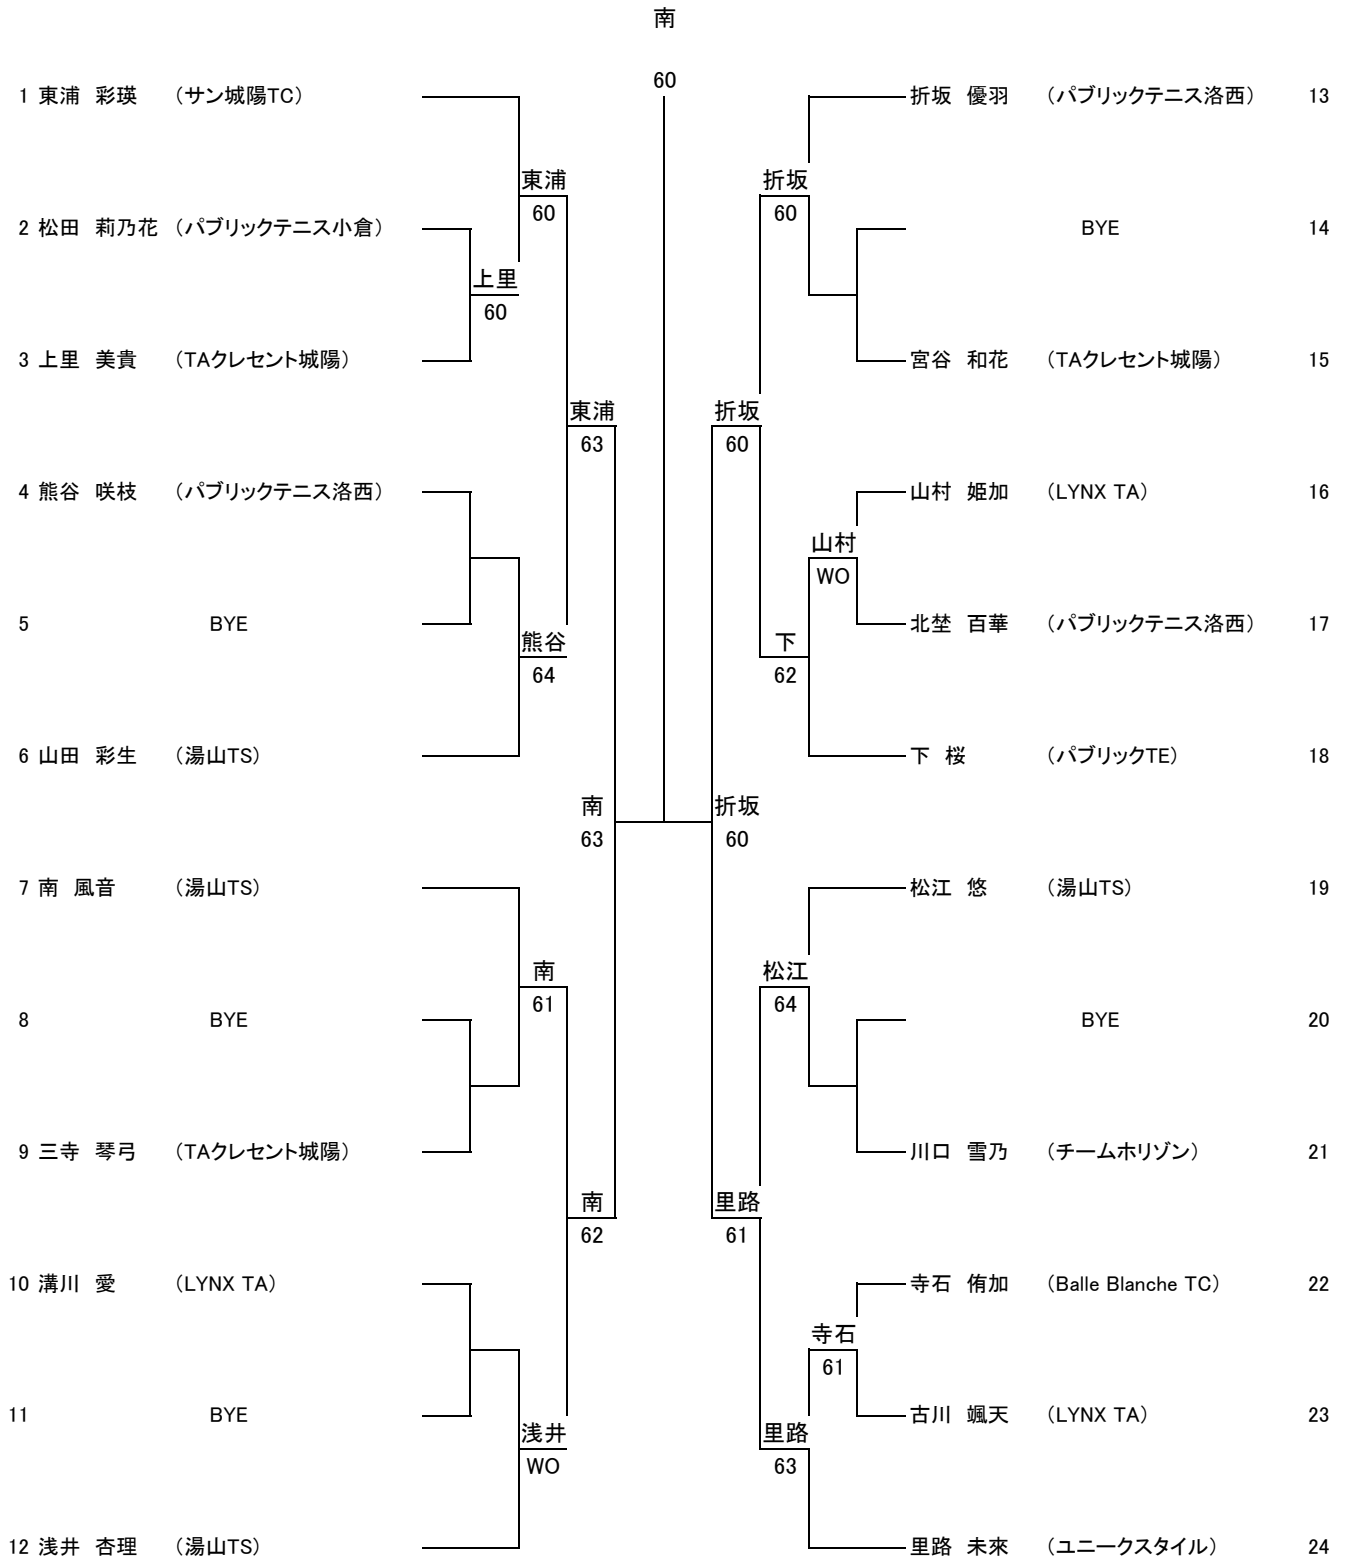 南
60
1 東浦 彩瑛 （サン城陽TC）
折坂 優羽 （パブリックテニス洛西） 13
東浦
折坂
60
60
2 松田 莉乃花 （パブリックテニス小倉）
BYE 14
上里
60
3 上里 美貴 （TAクレセント城陽）
宮谷 和花 （TAクレセント城陽） 15
東浦
折坂
63
60
4 熊谷 咲枝 （パブリックテニス洛西）
山村 姫加 （LYNX TA） 16
山村
WO
5 BYE
北埜 百華 （パブリックテニス洛西） 17
熊谷
下
64
62
6 山田 彩生 （湯山TS）
下 桜 （パブリックTE） 18
南
折坂
63
60
7 南 風音 （湯山TS）
松江 悠 （湯山TS） 19
南
松江
61
64
8 BYE
BYE 20
9 三寺 琴弓 （TAクレセント城陽）
川口 雪乃 （チームホリゾン） 21
南
里路
62
61
10 溝川 愛 （LYNX TA）
寺石 侑加 （Balle Blanche TC） 22
寺石
61
11 BYE
古川 颯天 （LYNX TA） 23
浅井
里路
WO
63
12 浅井 杏理 （湯山TS）
里路 未來 （ユニークスタイル） 24